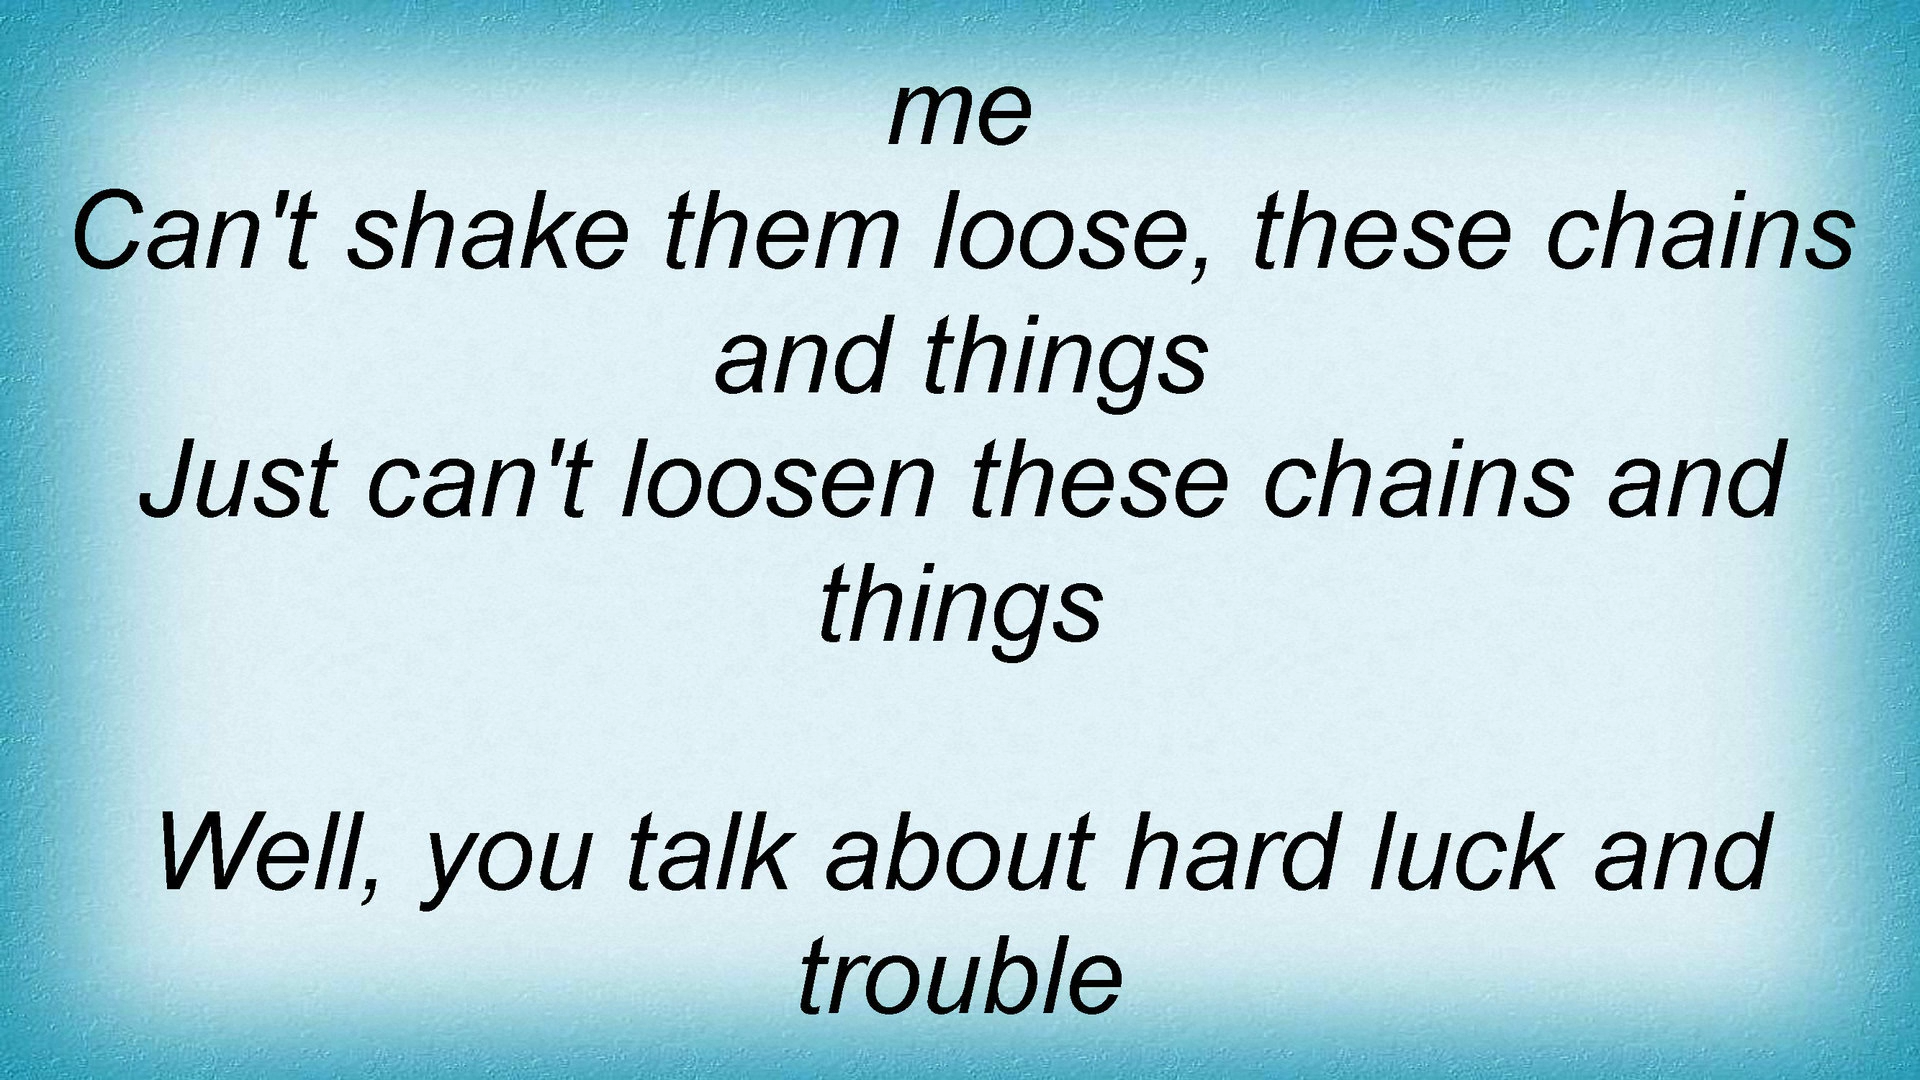 me
Can't shake them loose, these chains
and things
Just can't loosen these chains and
things
Well, you talk about hard luck and
trouble